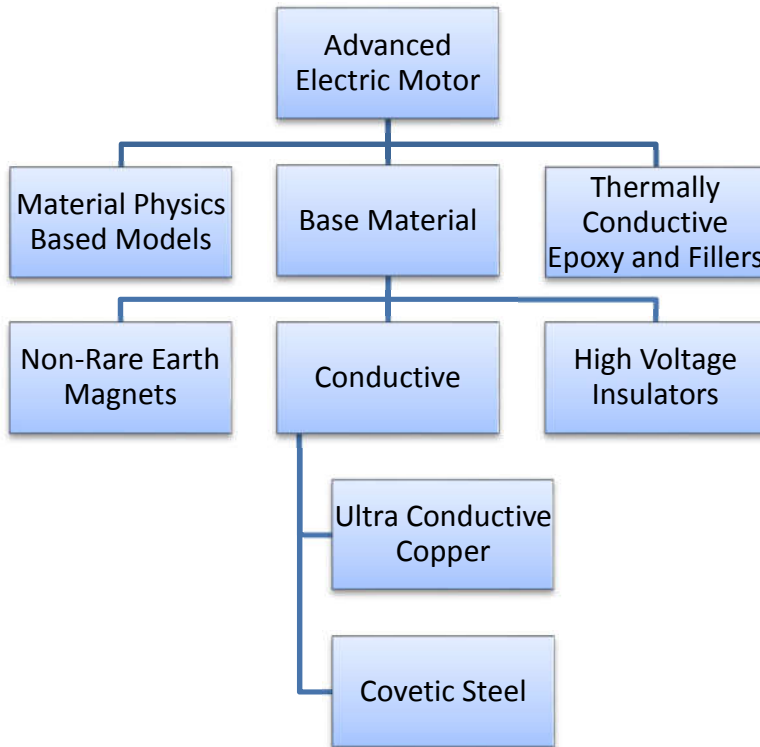 Advanced
Electric Motor
Material Physics
Based Models
Base Material
Thermally
Conductive
Epoxy and Fillers
Non-Rare Earth
Magnets
Conductive
High Voltage
Insulators
Ultra Conductive
Copper
Covetic Steel